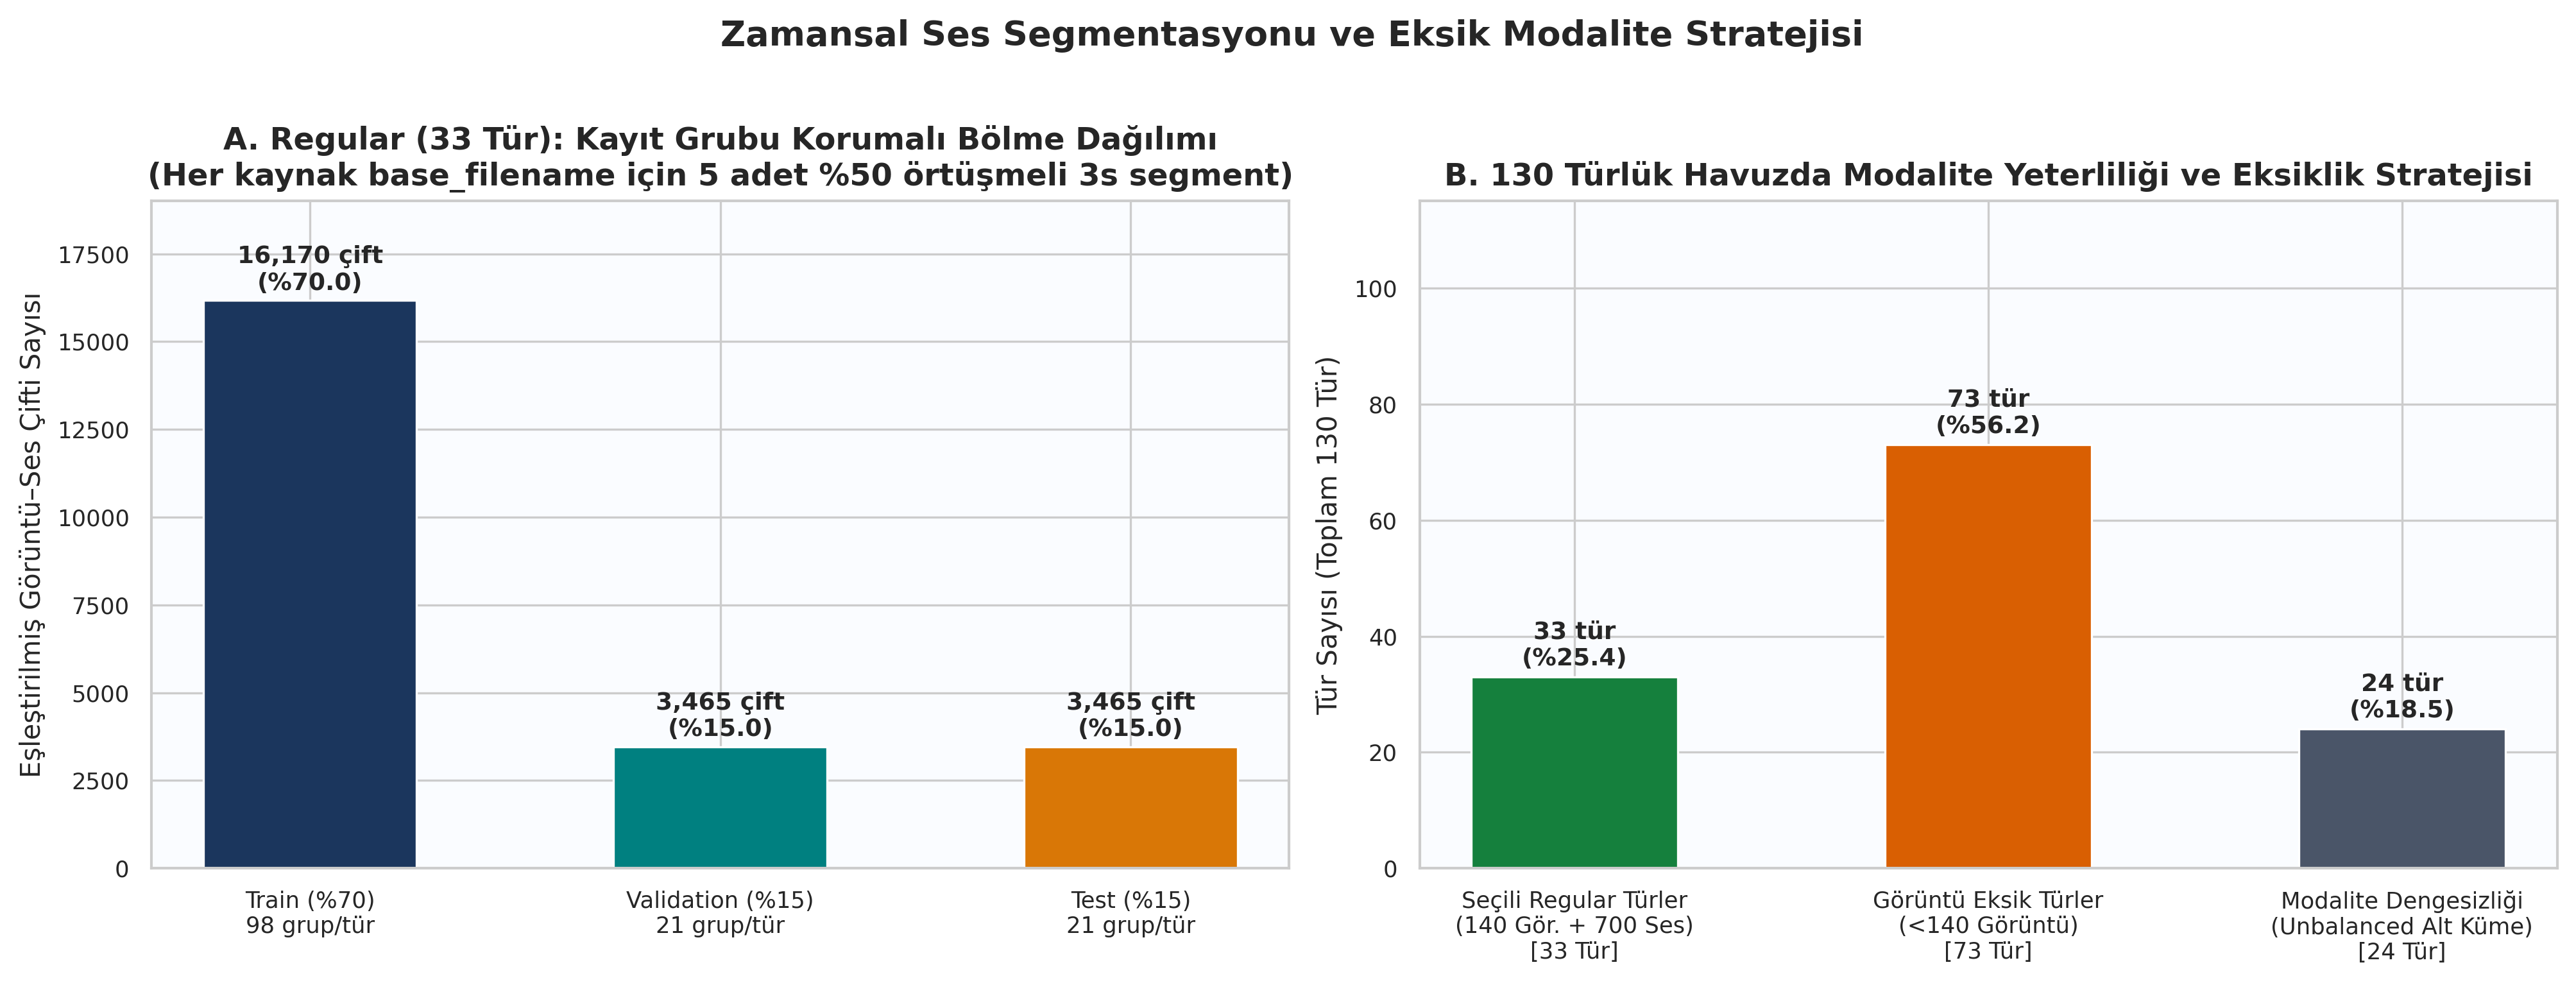 Zamansal Ses Segmentasyonu ve Eksik Modalite Stratejisi
A. Regular (33 Tür): Kayıt Grubu Korumalı Bölme Dağılımı
(Her kaynak base_filename için 5 adet %50 örtüşmeli 3s segment)
Eşleştirilmiş Görüntü–Ses Çifti Sayısı
17500
15000
12500
10000
7500
5000
2500
0
16,170 çift
(%70.0)
3,465 çift
(%15.0)
3,465 çift
(%15.0)
Train (%70)
98 grup/tür
Validation (%15)
21 grup/tür
Test (%15)
21 grup/tür
B. 130 Türlük Havuzda Modalite Yeterliliği ve Eksiklik Stratejisi
Tür Sayısı (Toplam 130 Tür)
100
80
60
40
20
0
33 tür
(%25.4)
73 tür
(%56.2)
24 tür
(%18.5)
Seçili Regular Türler
(140 Gör. + 700 Ses)
[33 Tür]
Görüntü Eksik Türler
(<140 Görüntü)
[73 Tür]
Modalite Dengesizliği
(Unbalanced Alt Küme)
[24 Tür]